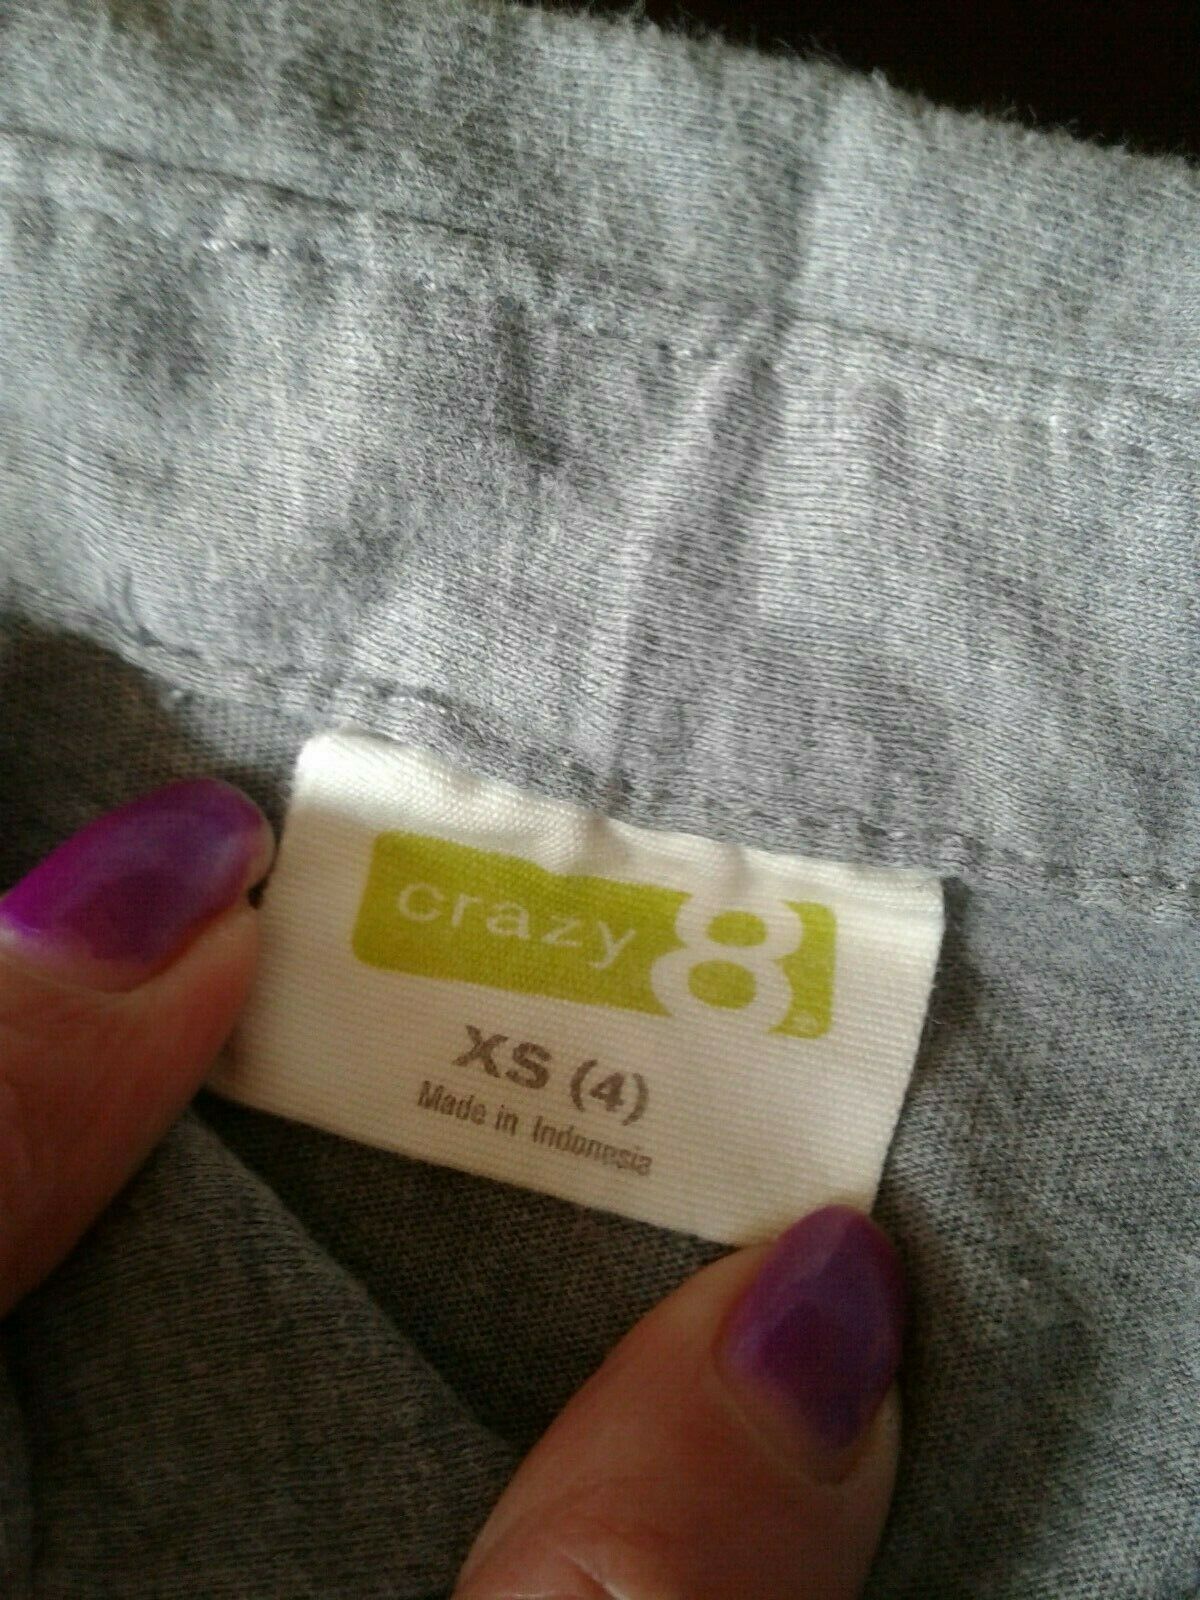 crazy 8
XS (4)
Made in Indonesia